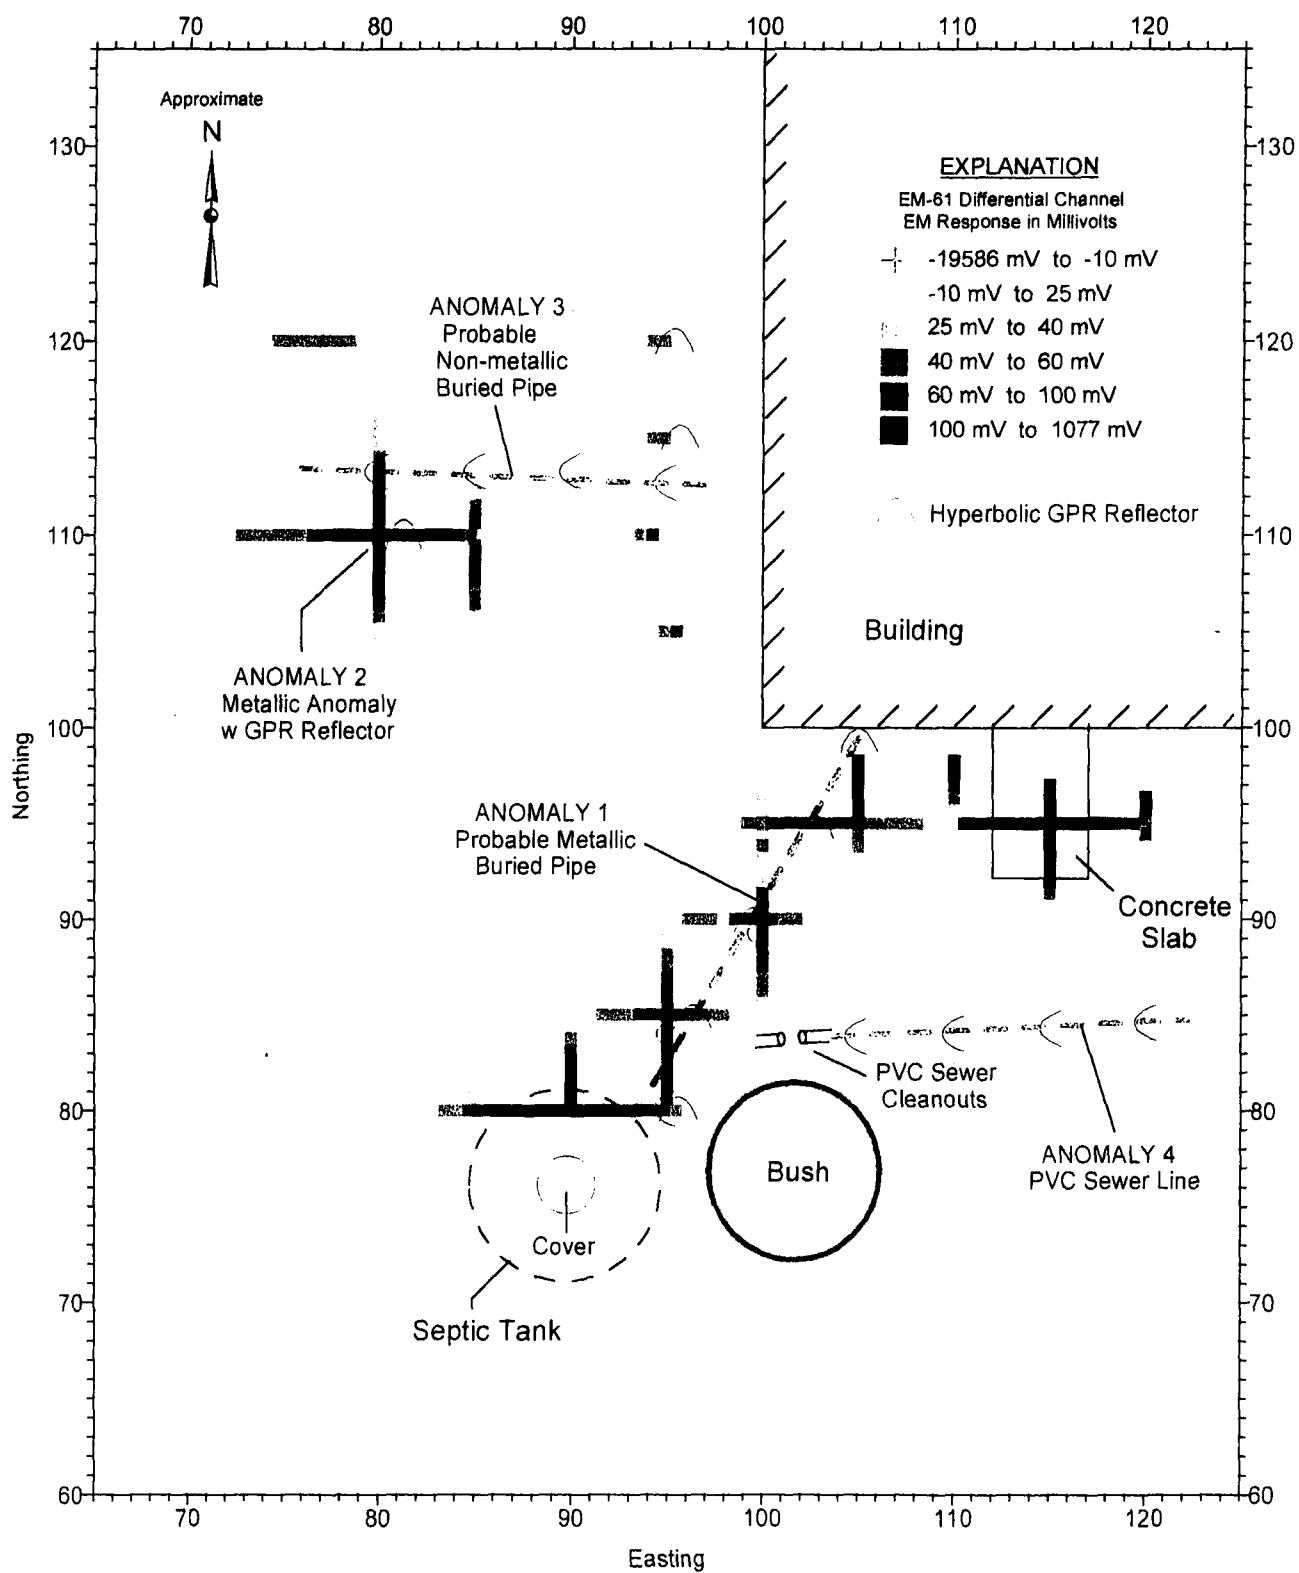 70 80 90 100 110 120
Approximate
N
130
130
EXPLANATION
EM-61 Differential Channel
EM Response in Millivolts
-19586 mV to -10 mV
-10 mV to 25 mV
25 mV to 40 mV
40 mV to 60 mV
60 mV to 100 mV
100 mV to 1077 mV
Hyperbolic GPR Reflector
ANOMALY 3
Probable
Non-metallic
Buried Pipe
120
120
110
110
Building
ANOMALY 2
Metallic Anomaly
w GPR Reflector
100
100
Northing
ANOMALY 1
Probable Metallic
Buried Pipe
Concrete
Slab
90
90
PVC Sewer
Cleanouts
80
80
ANOMALY 4
PVC Sewer Line
Bush
Cover
Septic Tank
70
70
60
60
70 80 90 100 110 120
Easting